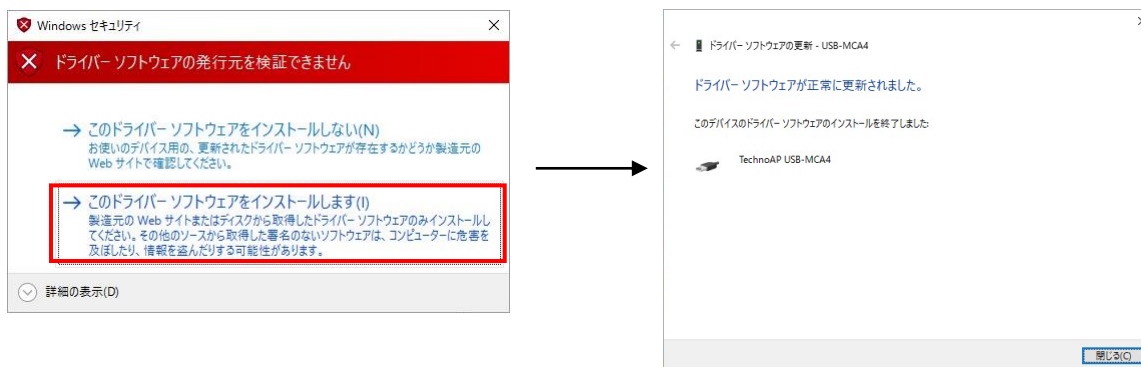 Windows セキュリティ
ドライバー ソフトウェアの発行元を検証できません
このドライバー ソフトウェアをインストールしない(N)
お使いのデバイス用の、更新されたドライバー ソフトウェアが存在するかどうか製造元の
Web サイトで確認してください。
このドライバー ソフトウェアをインストールします(I)
製造元の Web サイトまたはディスクから取得したドライバー ソフトウェアのみインストールし
てください。その他のソースから取得した署名のないソフトウェアは、コンピューターに危害を
及ぼしたり、情報を盗んだりする可能性があります。
詳細の表示(D)
ドライバー ソフトウェアの更新 - USB-MCA4
ドライバー ソフトウェアが正常に更新されました。
このデバイスのドライバー ソフトウェアのインストールを終了しました:
TechnoAP USB-MCA4
閉じる(C)